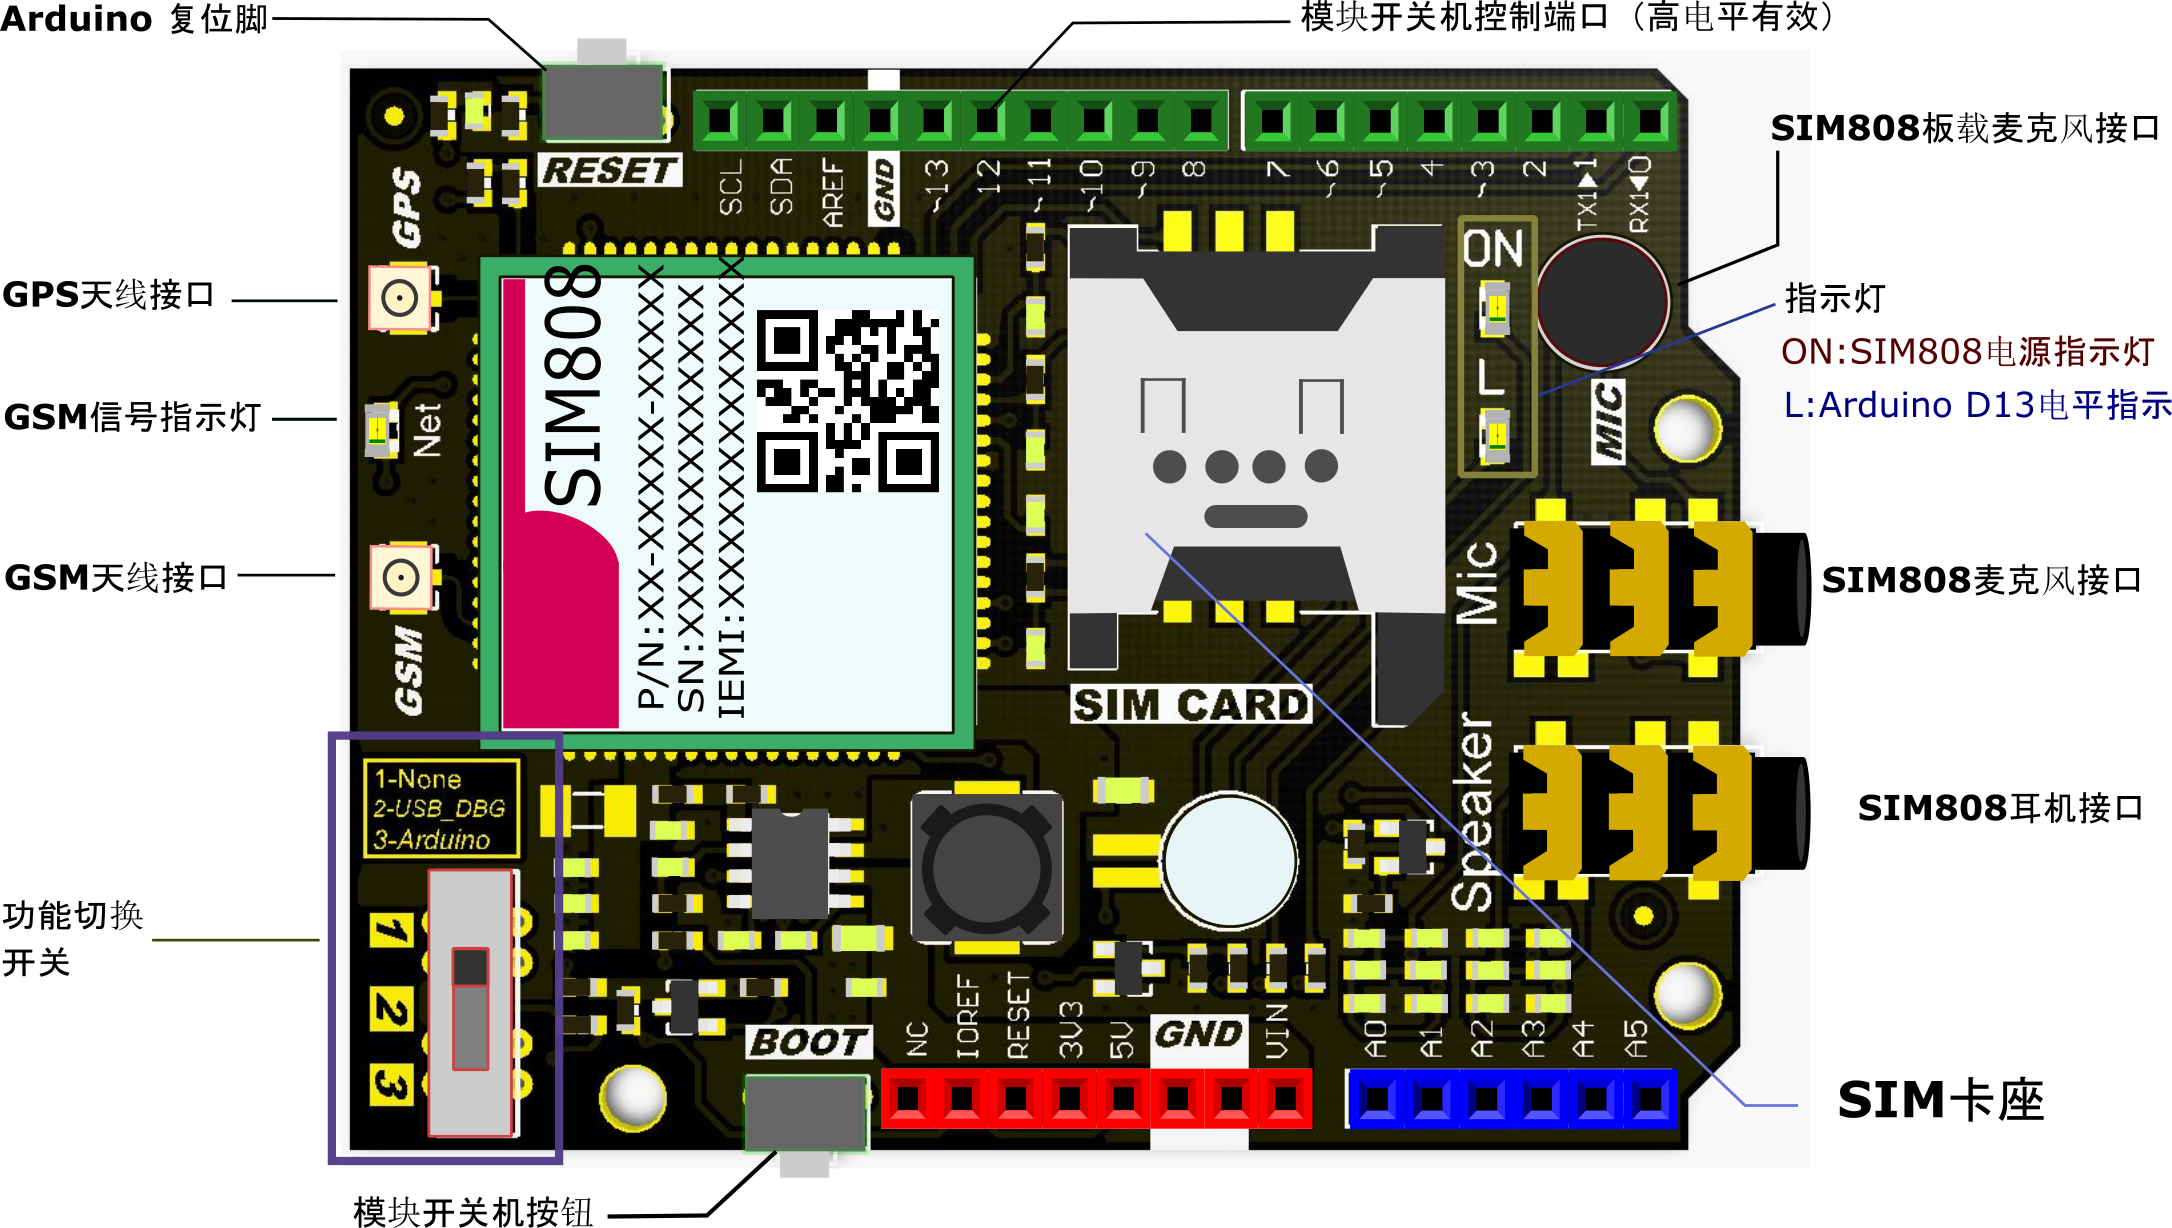 Arduino 复位脚
模块开关机控制端口（高电平有效）
SIM808板载麦克风接口
指示灯
ON:SIM808电源指示灯
L:Arduino D13电平指示
GPS天线接口
GSM信号指示灯
GSM天线接口
SIM808麦克风接口
SIM808耳机接口
功能切换
开关
SIM卡座
模块开关机按钮
RESET
SCL
SDA
AREF
GND
~13
12
~11
~10
~9
8
7
~6
~5
4
~3
2
TX1▶1
RX1◀0
GPS
Net
GSM
SIM808
P/N:XX-XXXXX-XXXX
SN:XXXXXXXXXXXX
IEMI:XXXXXXXXXXXXXXX
ON
L
MIC
Mic
Speaker
SIM CARD
1-None
2-USB_DBG
3-Arduino
1
2
3
BOOT
NC
IOREF
RESET
3V3
5V
GND
VIN
A0
A1
A2
A3
A4
A5